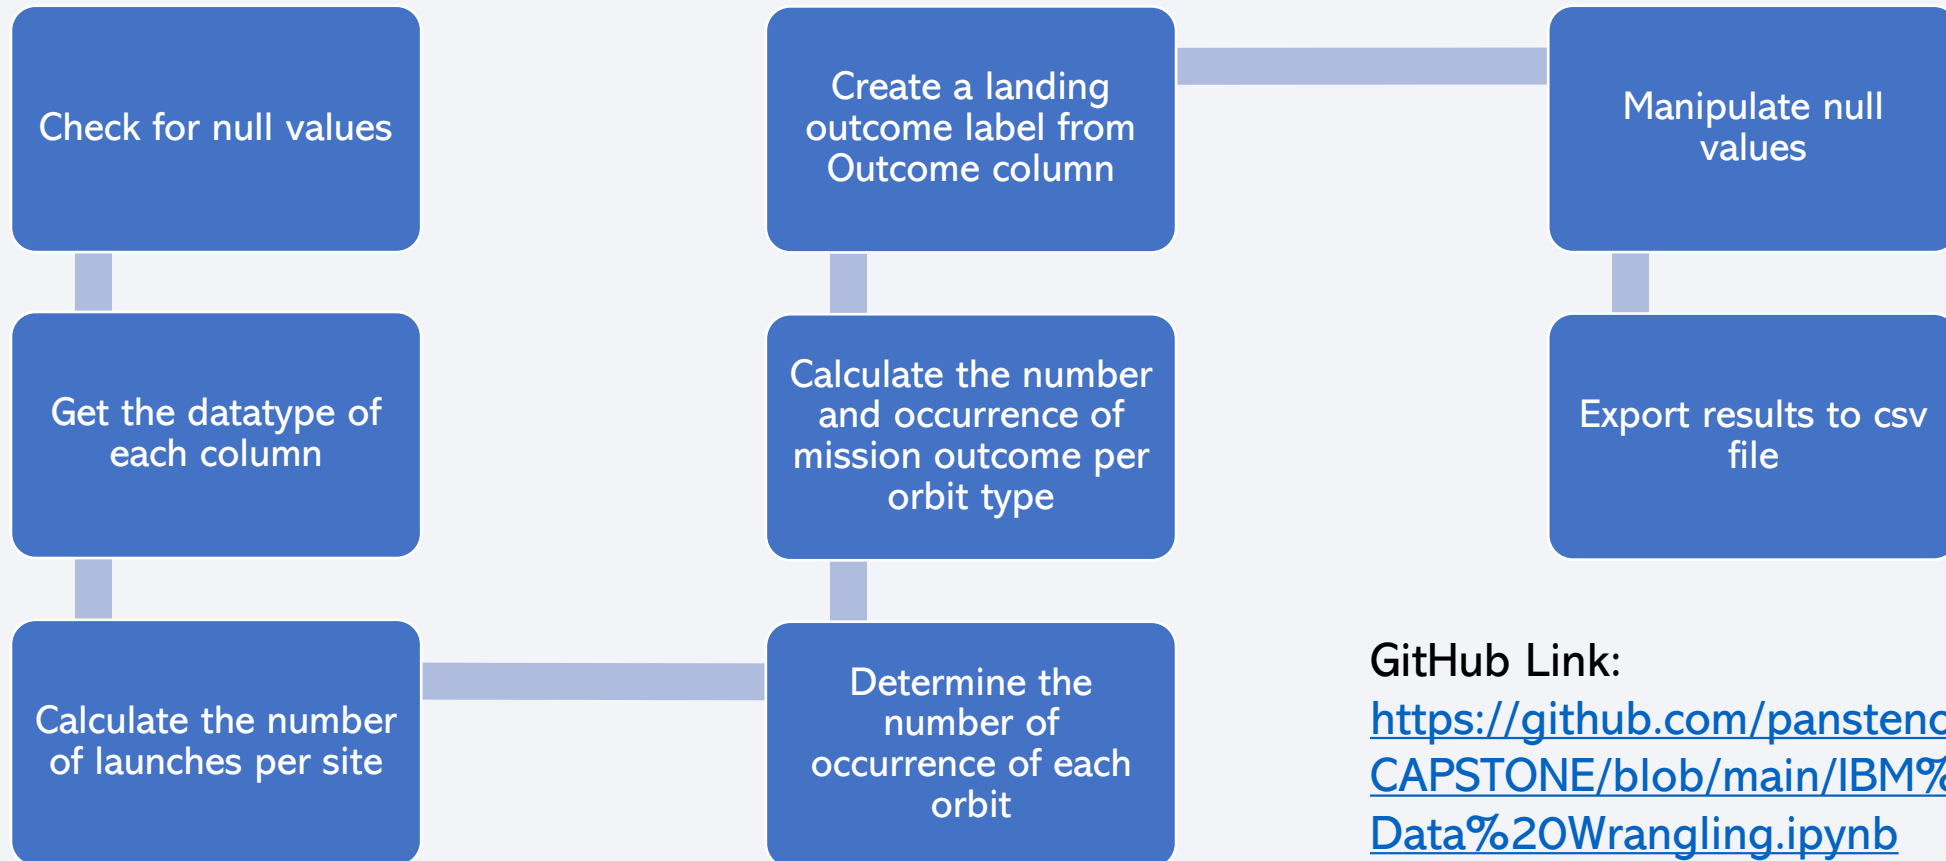 Check for null values
Get the datatype of
each column
Calculate the number
of launches per site
Determine the
number of
occurrence of each
orbit
Calculate the number
and occurrence of
mission outcome per
orbit type
Create a landing
outcome label from
Outcome column
Manipulate null
values
Export results to csv
file
GitHub Link:
https://github.com/panstenc
CAPSTONE/blob/main/IBM%
Data%20Wrangling.ipynb